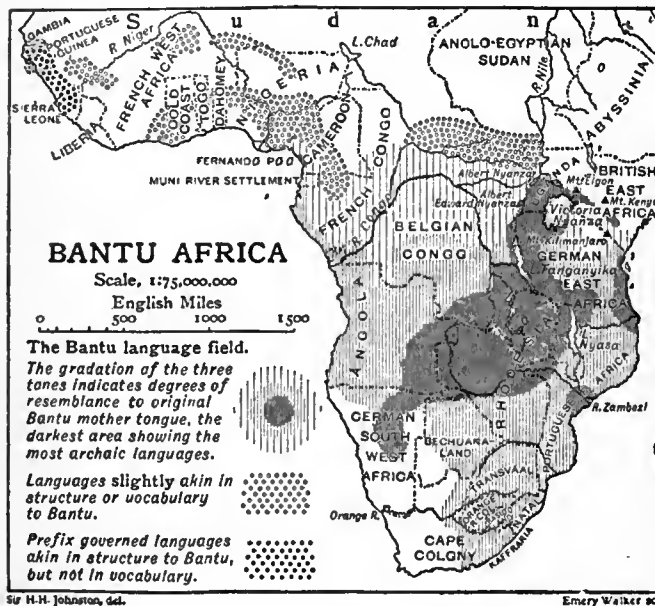 S u d a n
GAMBIA
PORTUGUESE
GUINEA
R. Niger
L. Chad
ANGLO-EGYPTIAN
SUDAN
R. Nile
ABYSSINIA
SIERRA
LEONE
LIBERIA
FRENCH WEST
AFRICA
GOLD
COAST
TOGO
DAHOMEY
NIGERIA
CAMEROON
FRENCH CONGO
FERNANDO POO
MUNI RIVER SETTLEMENT
Albert Nyanza
Albert
Edward Nyanza
UGANDA
Mt. Elgon
BRITISH
EAST
AFRICA
Mt. Kenya
Victoria
Nyanza
Mt. Kilimanjaro
R. Congo
BELGIAN
CONGO
GERMAN
EAST
AFRICA
L. Tanganyika
BANTU AFRICA
Scale, 1:75,000,000
English Miles
0 500 1000 1500
ANGOLA
RHODESIA
L. Nyasa
PORTUGUESE
AFRICA
R. Zambezi
The Bantu language field.
The gradation of the three
tones indicates degrees of
resemblance to original
Bantu mother tongue, the
darkest area showing the
most archaic languages.
GERMAN
SOUTH
WEST
AFRICA
BECHUANA-
LAND
TRANSVAAL
NATAL
KAFFRARIA
Orange R.
CAPE
COLONY
Languages slightly akin in
structure or vocabulary
to Bantu.
Prefix governed languages
akin in structure to Bantu,
but not in vocabulary.
Sir H.H. Johnston, del.
Emery Walker sc